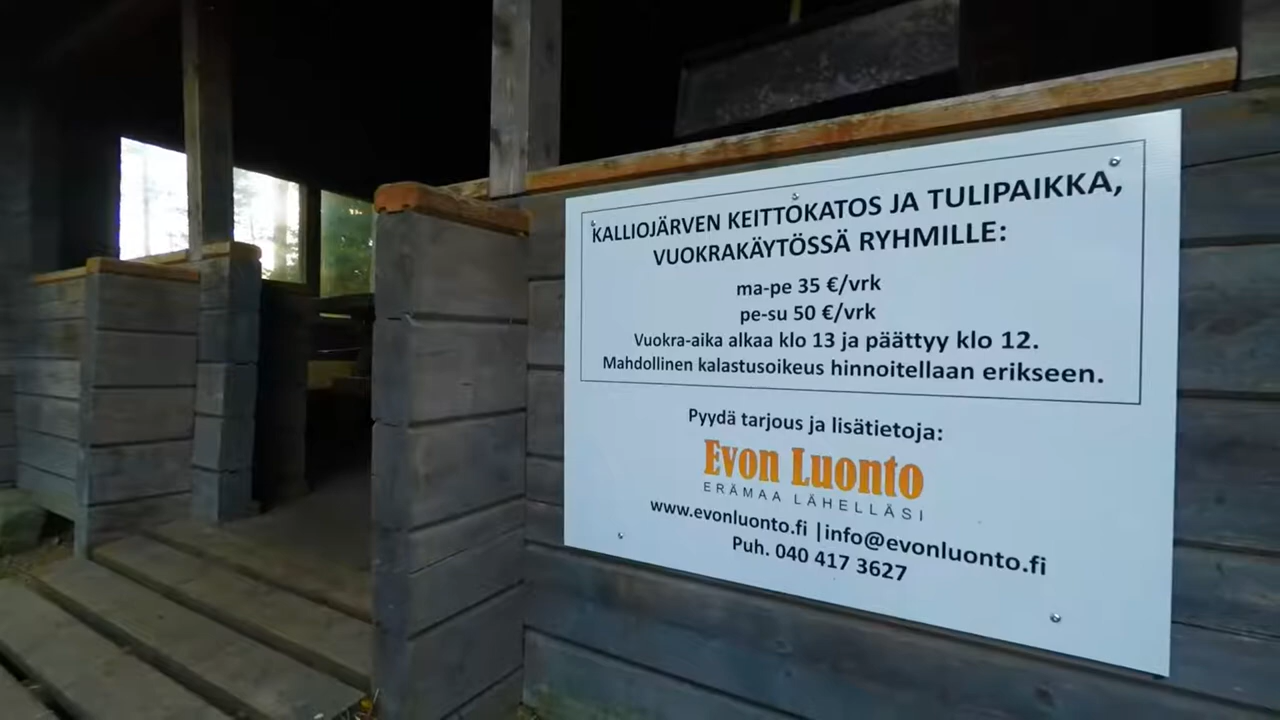 KALLIOJÄRVEN KEITTOKATOS JA TULIPAIKKA,
VUOKRAKÄYTÖSSÄ RYHMILLE:
ma-pe 35 €/vrk
pe-su 50 €/vrk
Vuokra-aika alkaa klo 13 ja päättyy klo 12.
Mahdollinen kalastusoikeus hinnoitellaan erikseen.
Pyydä tarjous ja lisätietoja:
Evon Luonto
ERÄMAA LÄHELLÄSI
www.evonluonto.fi |info@evonluonto.fi
Puh. 040 417 3627